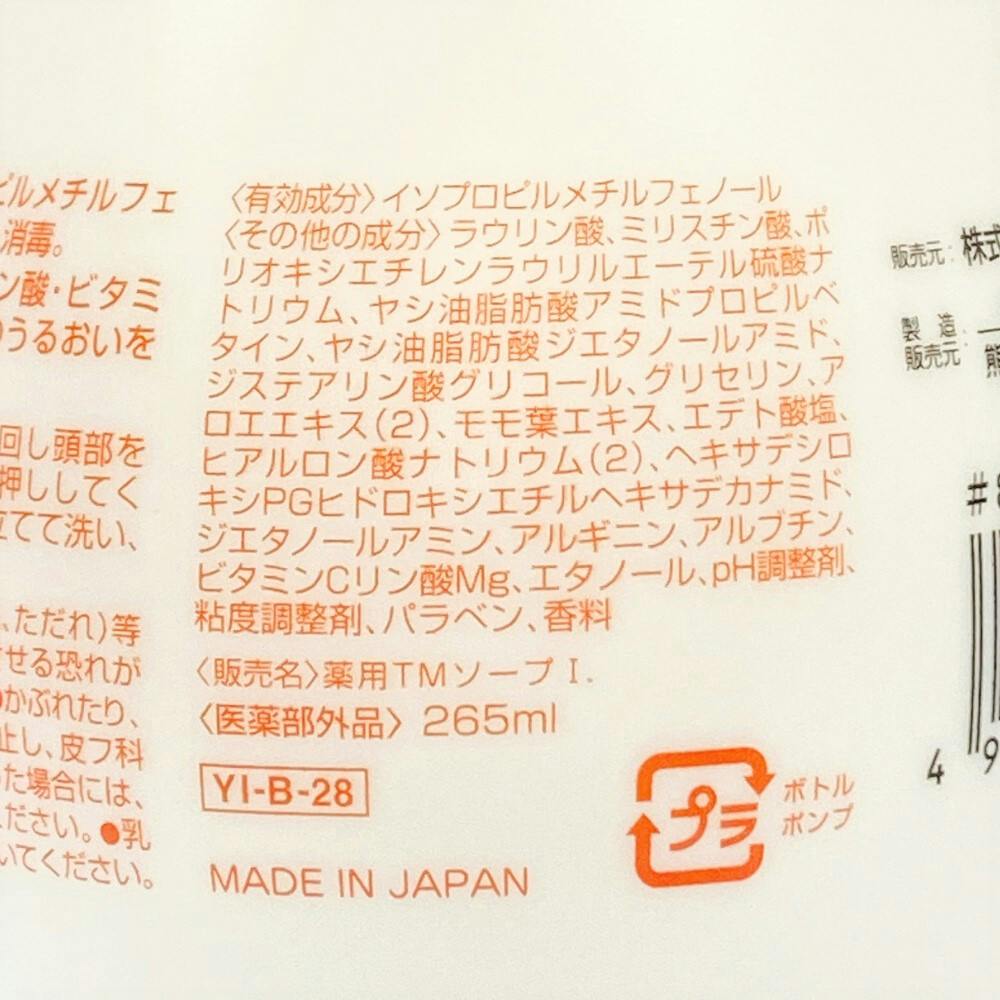 ピルメチルフェ
消毒。
ン酸・ビタミ
うるおいを
回し頭部を
押ししてく
立てて洗い、
、ただれ)等
させる恐れが
かぶれたり、
止し、皮フ科
た場合には、
ださい。●乳
いてください。
〈有効成分〉イソプロピルメチルフェノール
〈その他の成分〉ラウリン酸、ミリスチン酸、ポ
リオキシエチレンラウリルエーテル硫酸ナ
トリウム、ヤシ油脂肪酸アミドプロピルベ
タイン、ヤシ油脂肪酸ジエタノールアミド、
ジステアリン酸グリコール、グリセリン、ア
ロエエキス(2)、モモ葉エキス、エデト酸塩、
ヒアルロン酸ナトリウム(2)、ヘキサデシロ
キシPGヒドロキシエチルヘキサデカナミド、
ジエタノールアミン、アルギニン、アルブチン、
ビタミンCリン酸Mg、エタノール、pH調整剤、
粘度調整剤、パラベン、香料
〈販売名〉薬用TMソープI.
〈医薬部外品〉265ml
YI-B-28
MADE IN JAPAN
プラ
ボトル
ポンプ
販売元:株式
製造
販売元:
#
4 9